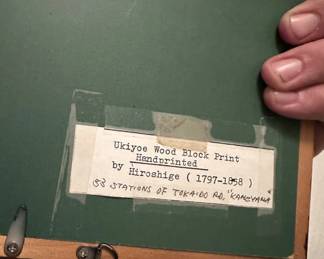 Ukiyoe Wood Block Print
Handprinted
by Hiroshige ( 1797-1858 )
53 STATIONS OF TOKAIDO RD, "KAMEYAMA"